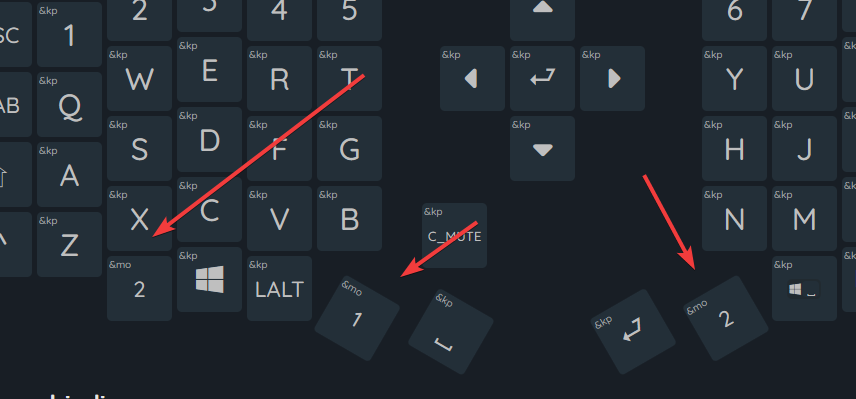 2 3 4 5 6 7
&kp &kp
SC 1
&kp &kp &kp &kp &kp &kp &kp &kp &kp
W E R T Y U
&kp
AB Q
&kp &kp &kp &kp &kp &kp &kp
S D F G H J
&kp
A
&kp &kp &kp &kp &kp &kp &kp
X C V B C_MUTE N M
&kp
Z
&mo &kp &kp &mo &kp &kp &mo &kp
2 LALT 1 2